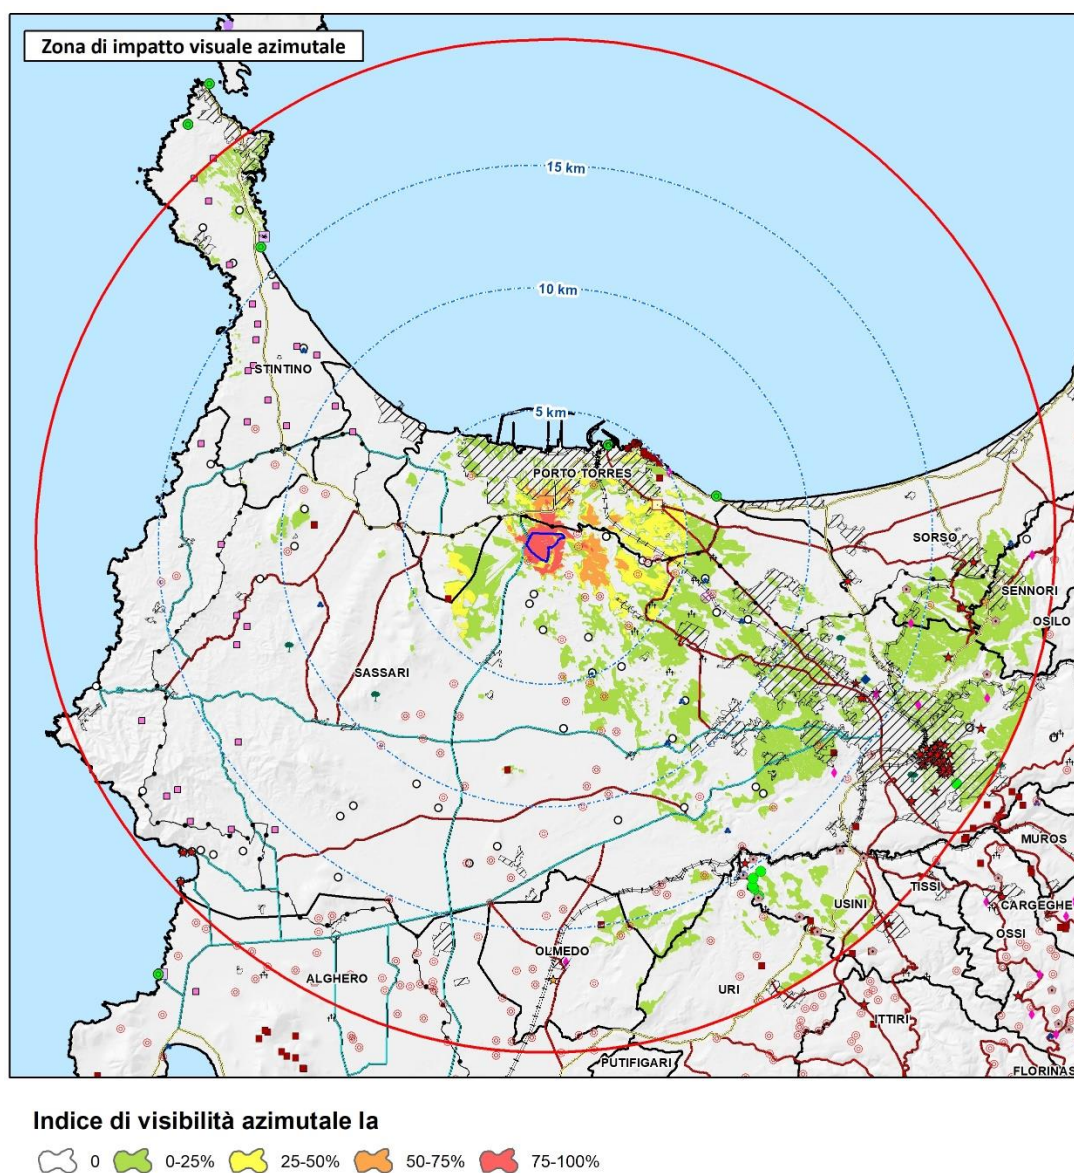 Zona di impatto visuale azimutale
15 km
10 km
STINTINO
5 km
PORTO TORRES
SORSO
SENNORI
OSILO
SASSARI
MUROS
TISSI
CARGEGHE
USINI
OSSI
OLMEDO
ALGHERO
URI
ITTIRI
PUTIFIGARI
FLORINAS
Indice di visibilità azimutale la
0 0-25% 25-50% 50-75% 75-100%